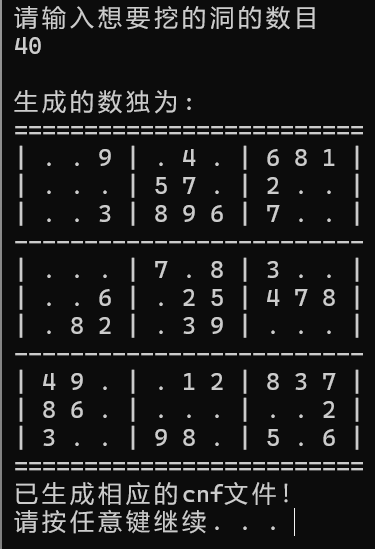 请输入想要挖的洞的数目
40
生成的数独为:
=========================
| . . 9 | . 4 . | 6 8 1 |
| . . . | 5 7 . | 2 . . |
| . . 3 | 8 9 6 | 7 . . |
-------------------------
| . . . | 7 . 8 | 3 . . |
| . . 6 | . 2 5 | 4 7 8 |
| . 8 2 | . 3 9 | . . . |
-------------------------
| 4 9 . | . 1 2 | 8 3 7 |
| 8 6 . | . . . | . . 2 |
| 3 . . | 9 8 . | 5 . 6 |
=========================
已生成相应的cnf文件!
请按任意键继续. . .